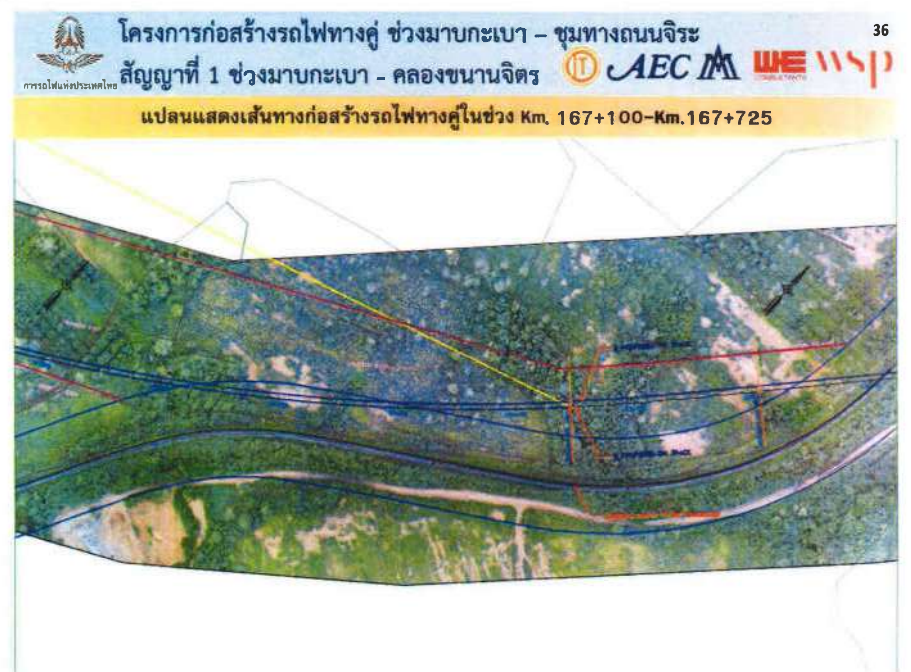 โครงการก่อสร้างรถไฟทางคู่ ช่วงมาบกะเบา – ชุมทางถนนจิระ
36
สัญญาที่ 1 ช่วงมาบกะเบา - คลองขนานจิตร
การรถไฟแห่งประเทศไทย
IT AEC WE CONSULTANTS wsp
แปลนแสดงเส้นทางก่อสร้างรถไฟทางคู่ในช่วง Km. 167+100-Km.167+725